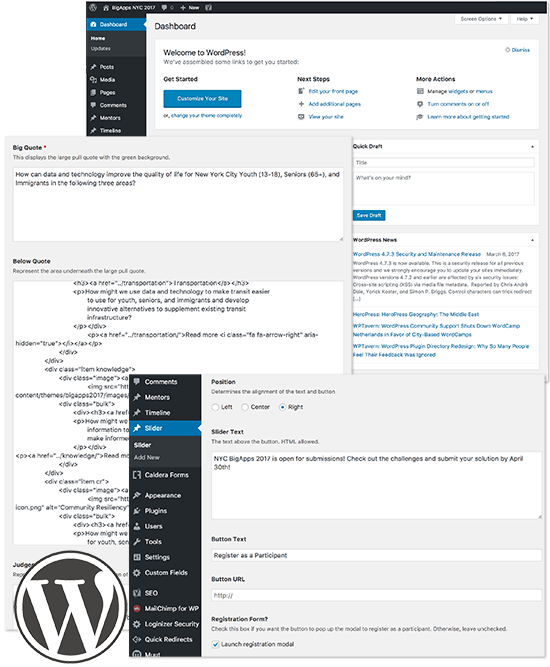 BigApps NYC 2017 0 + New
Dashboard
Home
Updates
Posts
Media
Pages
Comments
Mentors
Timeline
Dashboard
Screen Options
Help
Welcome to WordPress!
We've assembled some links to get you started:
Dismiss
Get Started
Customize Your Site
or, change your theme completely
Next Steps
Edit your front page
Add additional pages
View your site
More Actions
Manage widgets or menus
Turn comments on or off
Learn more about getting started
Quick Draft
Title
What's on your mind?
Save Draft
WordPress News
WordPress 4.7.3 Security and Maintenance Release March 6, 2017
WordPress 4.7.3 is now available. This is a security release for all previous
versions and we strongly encourage you to update your sites immediately.
WordPress versions 4.7.2 and earlier are affected by six security issues:
Cross-site scripting (XSS) via media file metadata. Reported by Chris Andrè
Dale, Yorick Koster, and Simon P. Briggs. Control characters can trick redirect
[...]
HeroPress: HeroPress Geography: The Middle East
WPTavern: WordPress Community Support Shuts Down WordCamp
Netherlands in Favor of City-Based WordCamps
WPTavern: WordPress Plugin Directory Redesign: Why So Many People
Feel Their Feedback Was Ignored
Big Quote *
This displays the large pull quote with the green background.
How can data and technology improve the quality of life for New York City Youth (13-18), Seniors (65+), and
Immigrants in the following three areas?
Below Quote
Represent the area underneath the large pull quote.
<h3><a href="../transportation/">Transportation</a></h3>
<p>How might we use data and technology to make transit easier
to use for youth, seniors, and immigrants and develop
innovative alternatives to supplement existing transit
infrastructure?
</p></div>
<p><a href="../transportation/">Read more <i class="fa fa-arrow-right" aria-
hidden="true"></i></a></p>
</div>
</div>
<div class="item knowledge">
<div class="image"><a
<img src="
content/themes/bigapps2017/images/
<div class="bulk">
<div><h3><a href
<p>How might we
information to
make informe
</p></div>
<p><a href="../knowledge/">Read mo
</div>
</div>
<div class="item cr">
<div class="image"><a
<img src="ht
icon.png" alt="Community Resiliency"
<div class="bulk">
<div><h3><a href
<p>How might we
for youth, sen
Judges
Comments
Mentors
Timeline
Slider
Slider
Add New
Caldera Forms
Appearance
Plugins
Users
Tools
Settings
Custom Fields
SEO
MailChimp for WP
Loginizer Security
Quick Redirects
Position
Determines the alignment of the text and button
Left Center Right
Slider Text
The text above the button. HTML allowed.
NYC BigApps 2017 is open for submissions! Check out the challenges and submit your solution by April
30th!
Button Text
Register as a Participant
Button URL
http://
Registration Form?
Check this box if you want the button to pop up the modal to register as a participant. Otherwise, leave unchecked.
Launch registration modal
W